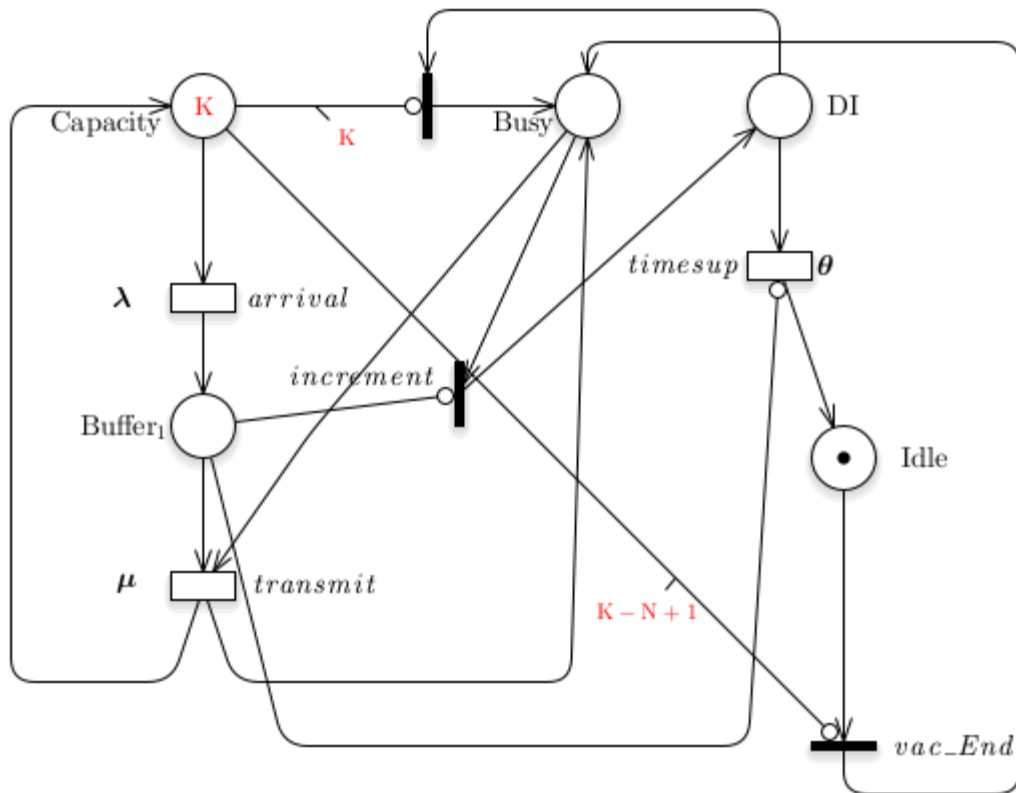 K
Capacity
K
Busy
DI
timesup θ
λ arrival
increment
Buffer₁
Idle
μ transmit
K − N + 1
vac_End